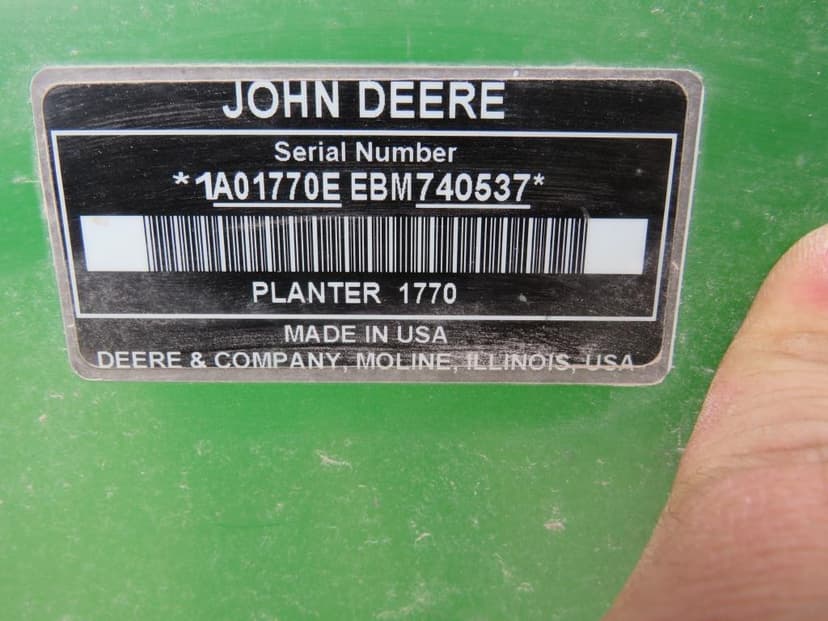 JOHN DEERE
Serial Number
*1A01770E EBM740537*
PLANTER 1770
MADE IN USA
DEERE & COMPANY, MOLINE, ILLINOIS, USA